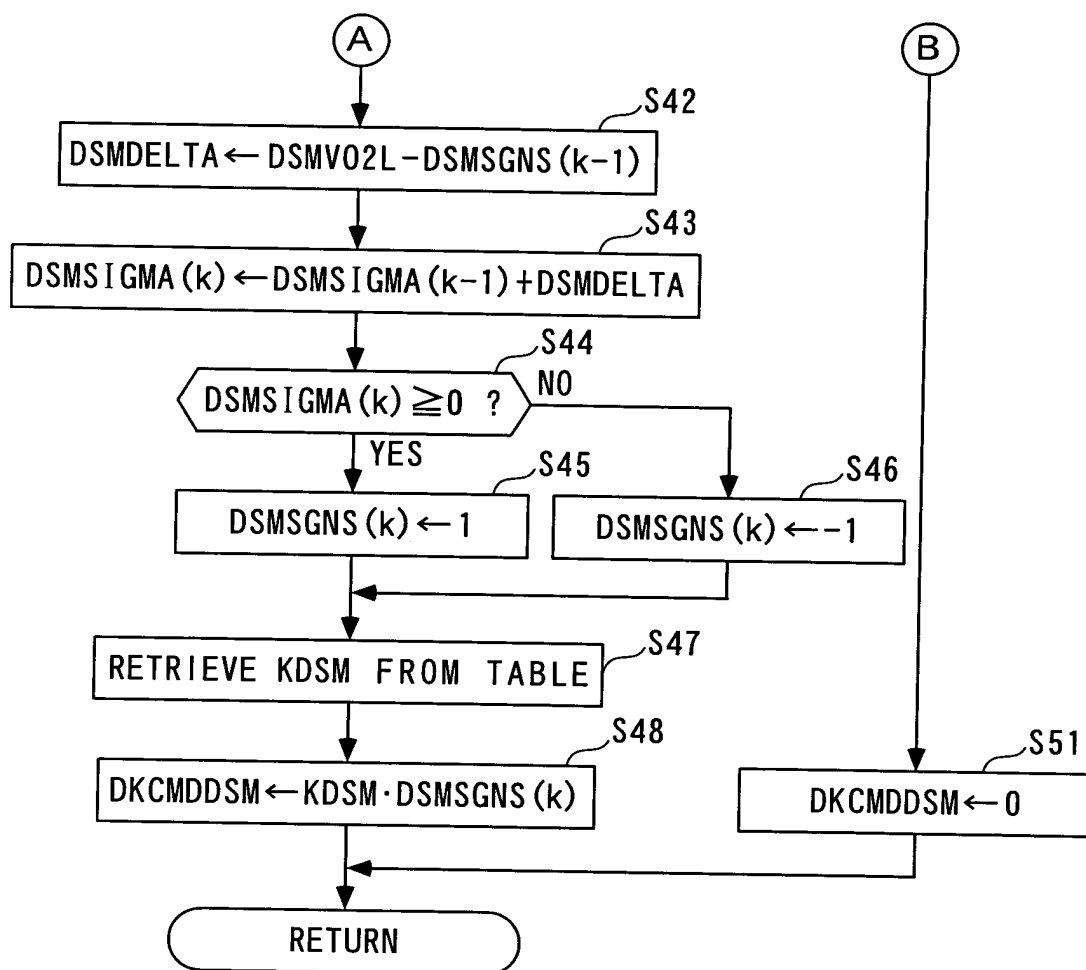 A
B
S42
DSMDELTA←DSMVO2L-DSMSGNS(k-1)
S43
DSMSIGMA(k)←DSMSIGMA(k-1)+DSMDELTA
S44
DSMSIGMA(k)≧0 ?
NO
YES
S45
DSMSGNS(k)←1
S46
DSMSGNS(k)←-1
S47
RETRIEVE KDSM FROM TABLE
S48
DKCMDDSM←KDSM·DSMSGNS(k)
S51
DKCMDDSM←0
RETURN